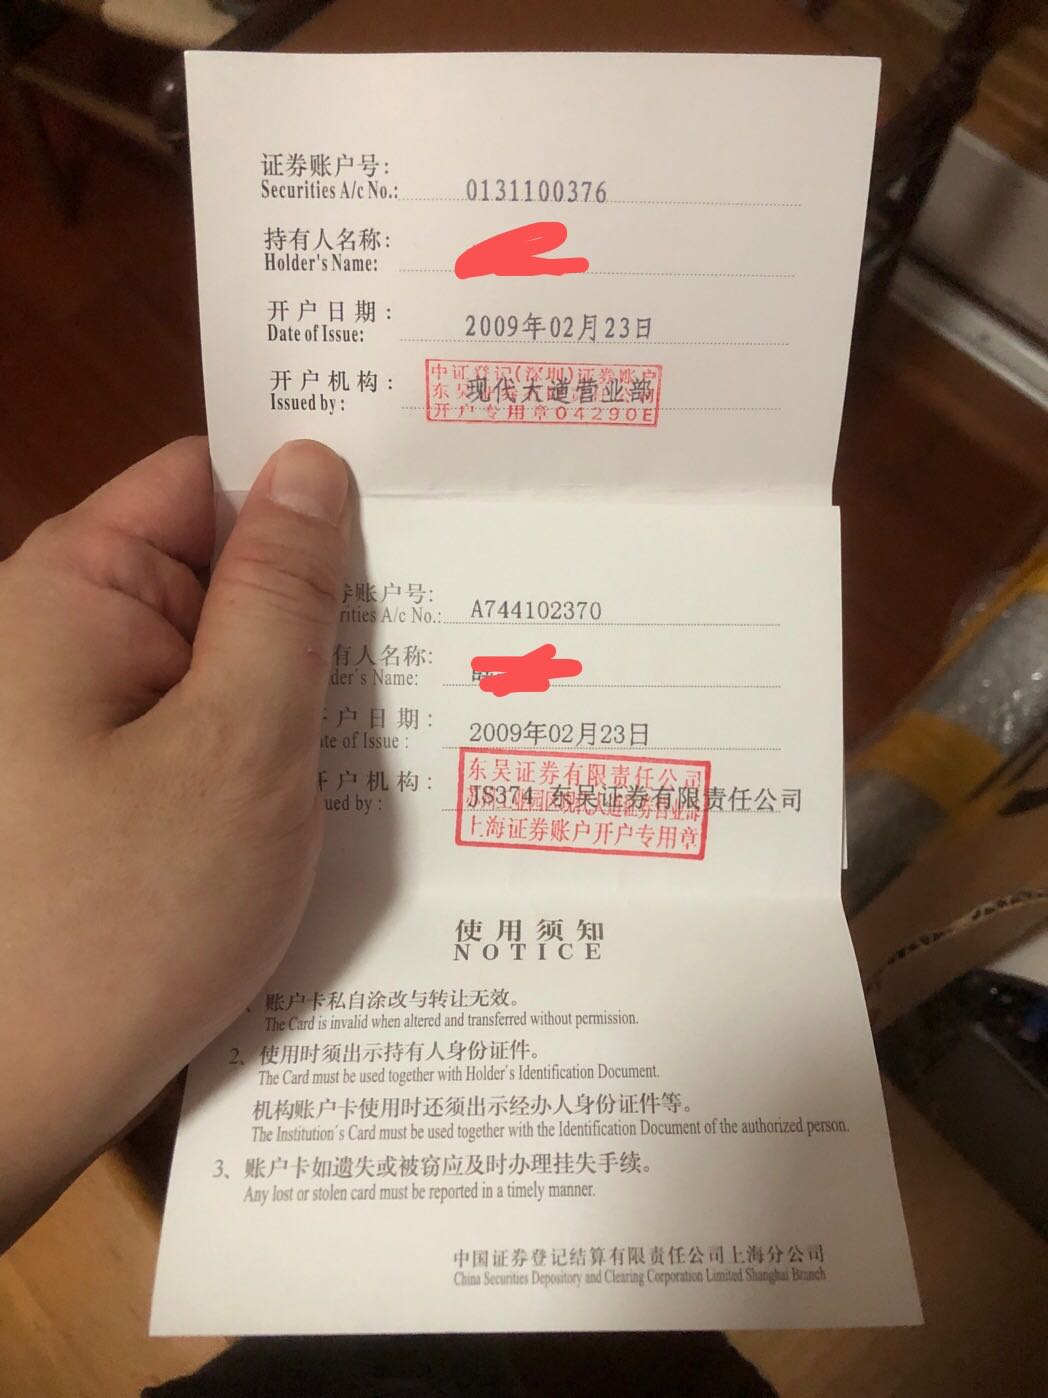 证券账户号:
Securities A/c No.: 0131100376
持有人名称:
Holder's Name:
开户日期:
Date of Issue: 2009年02月23日
开户机构:
Issued by: 现代大道营业部
中证登记(深圳)证券账户
开户专用章04290E
券账户号:
rities A/c No.: A744102370
有人名称:
der's Name:
户日期:
te of Issue: 2009年02月23日
开户机构:
ued by: JS374 东吴证券有限责任公司
东吴证券有限责任公司
上海证券账户开户专用章
使用须知
NOTICE
、账户卡私自涂改与转让无效。
The Card is invalid when altered and transferred without permission.
2、使用时须出示持有人身份证件。
The Card must be used together with Holder's Identification Document.
机构账户卡使用时还须出示经办人身份证件等。
The Institution's Card must be used together with the Identification Document of the authorized person.
3、账户卡如遗失或被窃应及时办理挂失手续。
Any lost or stolen card must be reported in a timely manner.
中国证券登记结算有限责任公司上海分公司
China Securities Depository and Clearing Corporation Limited Shanghai Branch